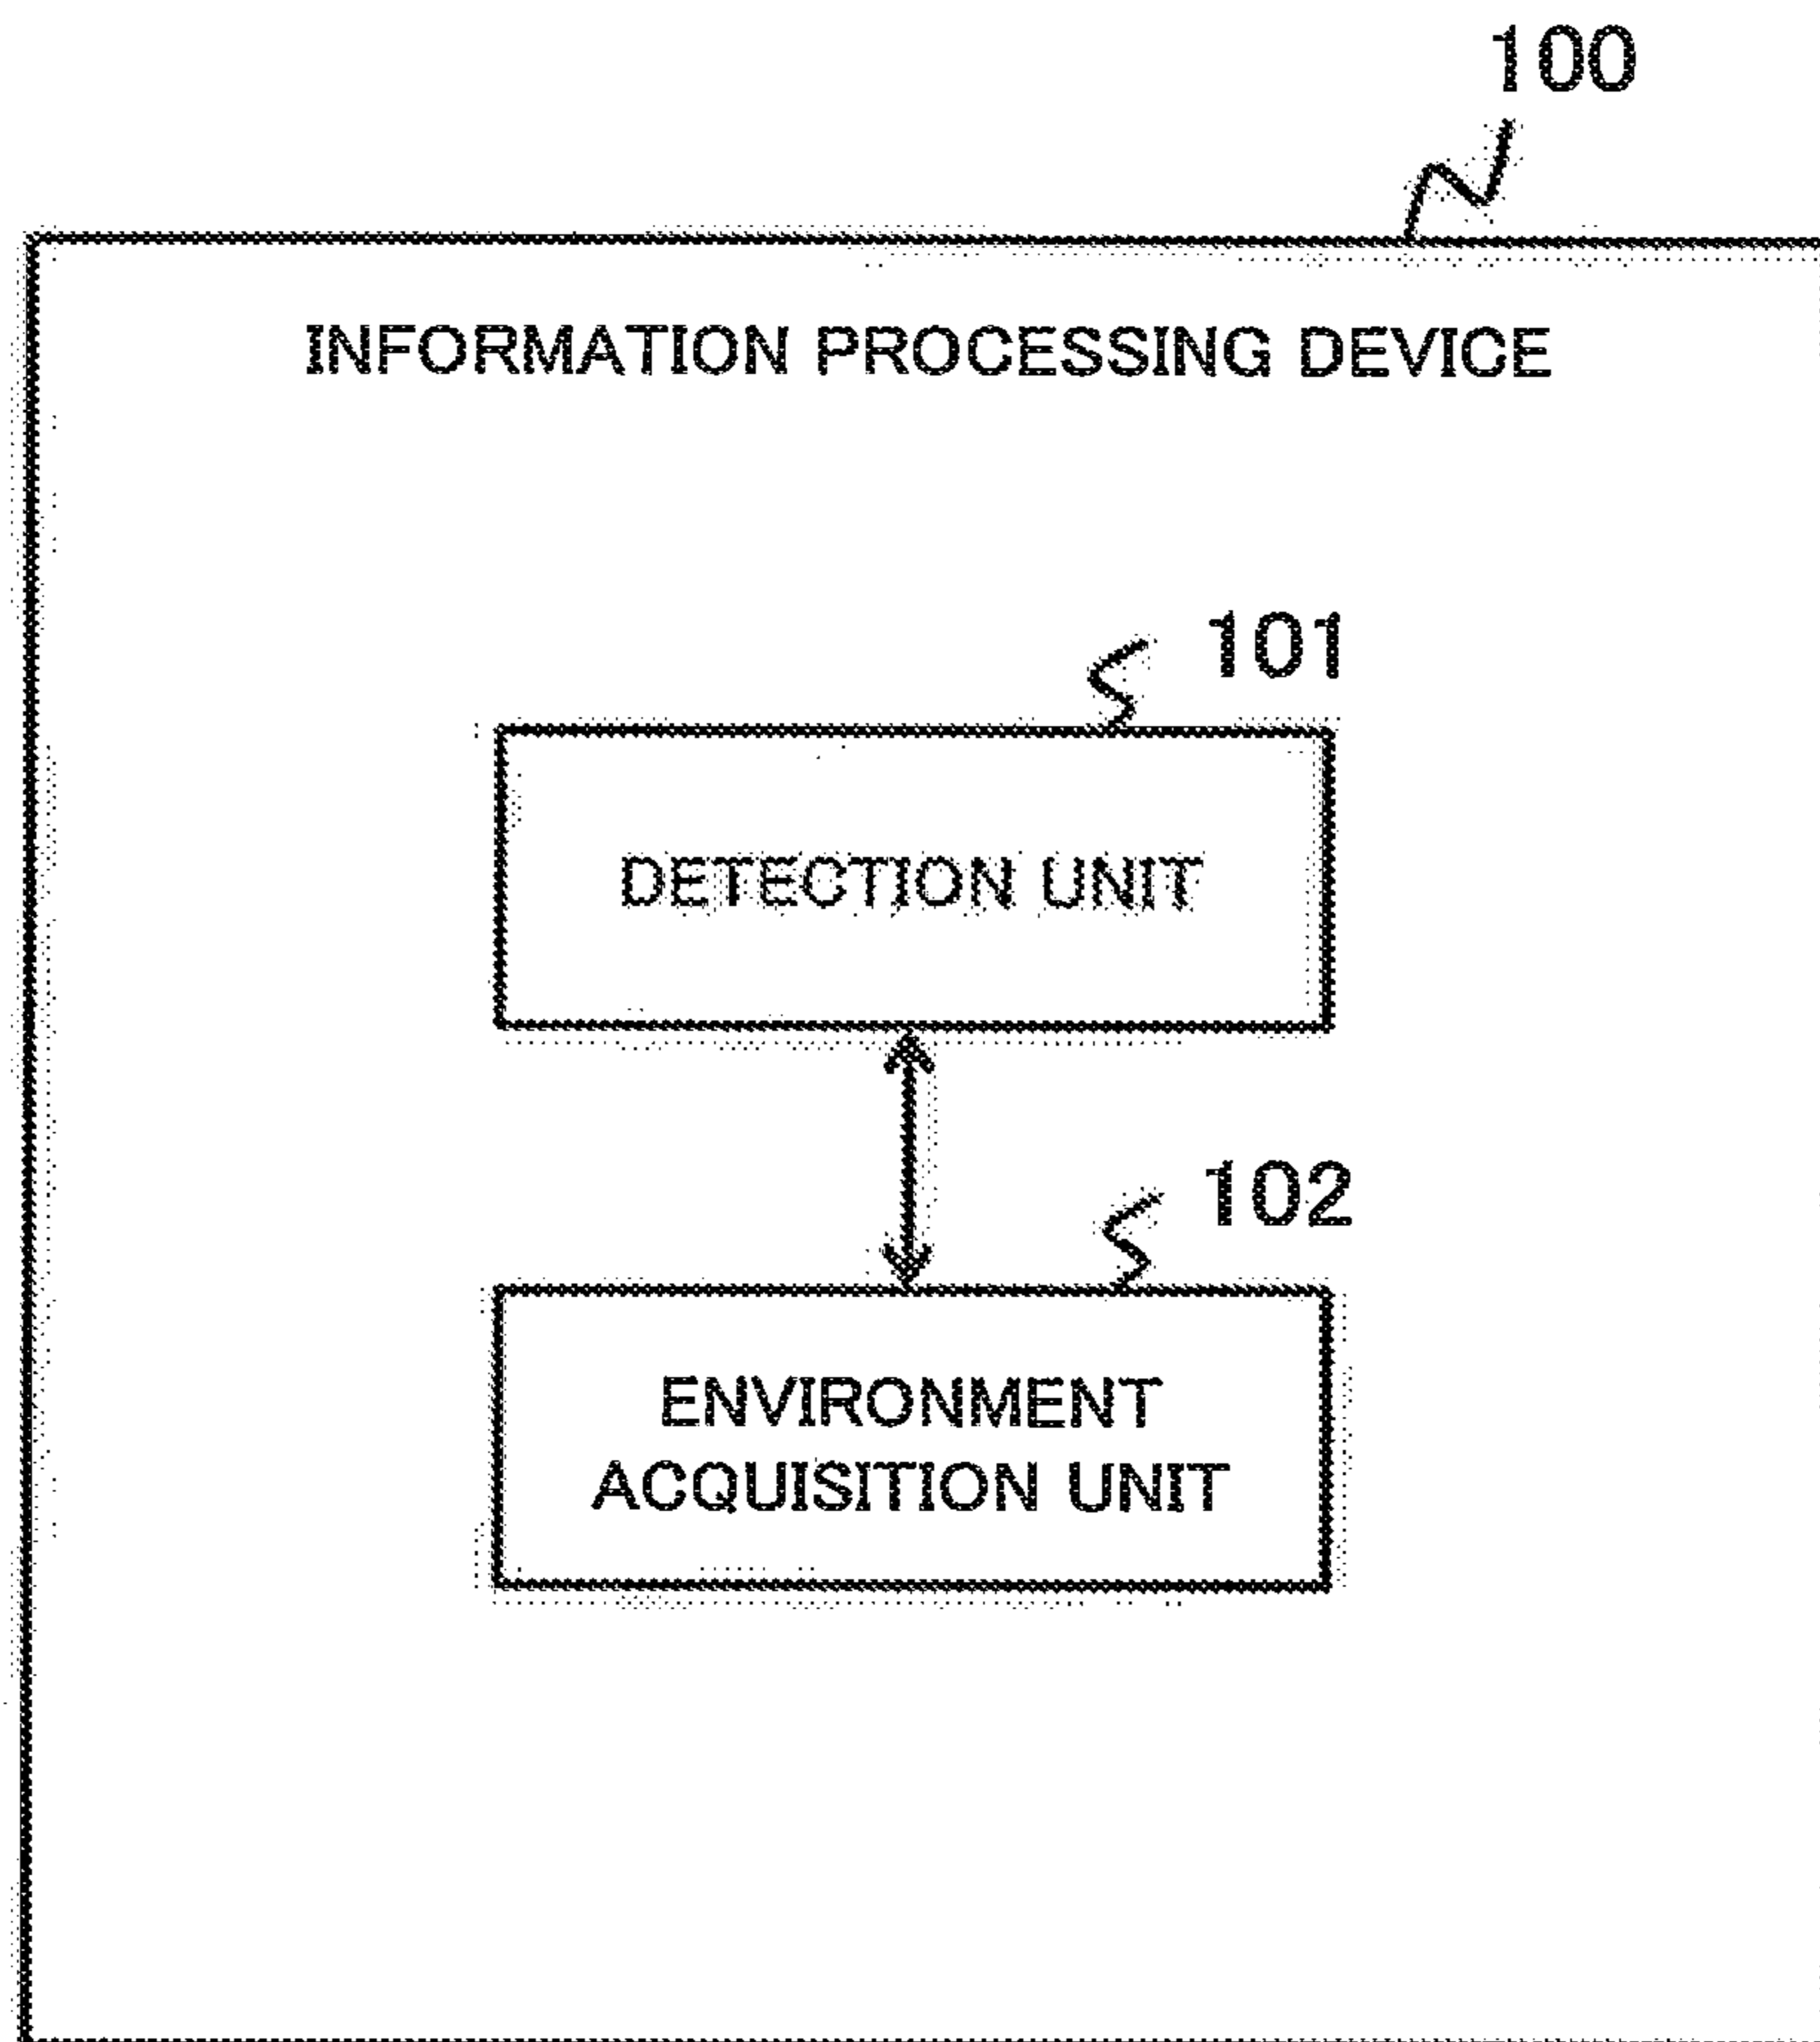 100
INFORMATION PROCESSING DEVICE
101
DETECTION UNIT
102
ENVIRONMENT
ACQUISITION UNIT